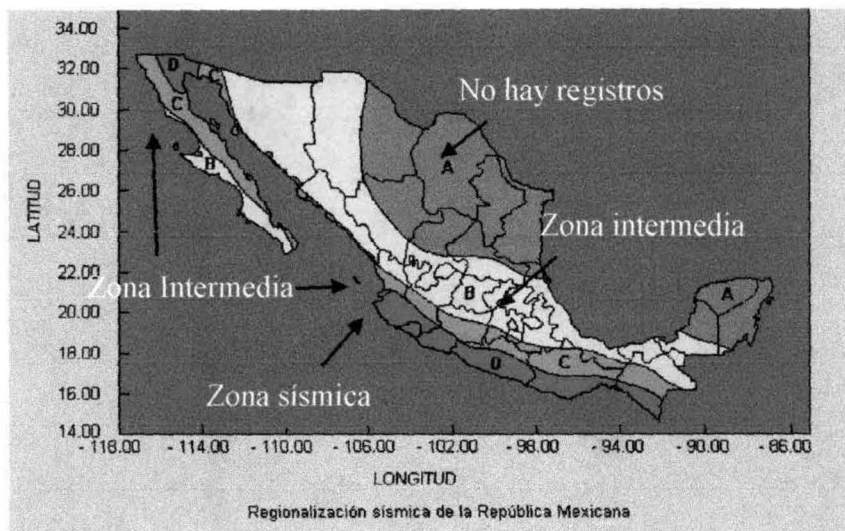 34.00
32.00
30.00
28.00
26.00
24.00
22.00
20.00
18.00
16.00
14.00
LATITUD
D
C
C
B
No hay registros
A
Zona intermedia
Zona Intermedia
B
A
Zona sísmica
D
C
- 118.00 - 114.00 - 110.00 - 106.00 - 102.00 - 98.00 - 94.00 - 90.00 - 86.00
LONGITUD
Regionalización sísmica de la República Mexicana